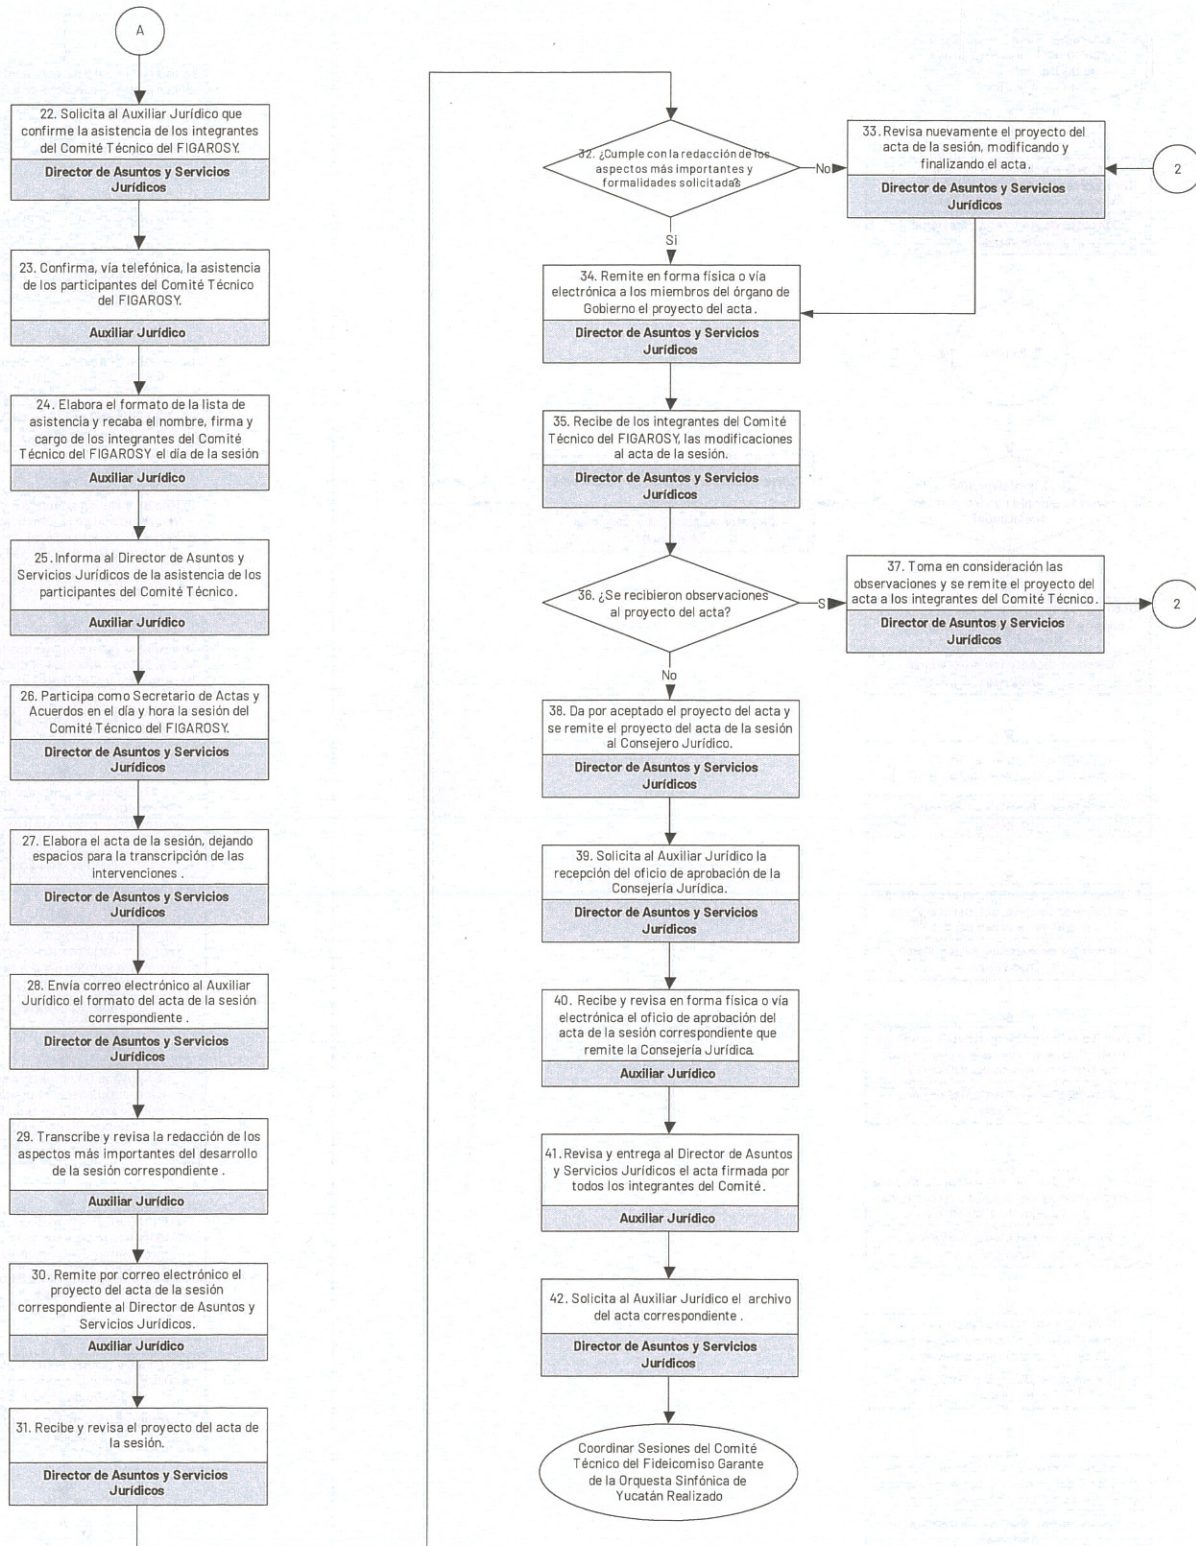 A
22. Solicita al Auxiliar Jurídico que
confirme la asistencia de los integrantes
del Comité Técnico del FIGAROSY.
Director de Asuntos y Servicios
Jurídicos
23. Confirma, vía telefónica, la asistencia
de los participantes del Comité Técnico
del FIGAROSY.
Auxiliar Jurídico
24. Elabora el formato de la lista de
asistencia y recaba el nombre, firma y
cargo de los integrantes del Comité
Técnico del FIGAROSY el día de la sesión
Auxiliar Jurídico
25. Informa al Director de Asuntos y
Servicios Jurídicos de la asistencia de los
participantes del Comité Técnico.
Auxiliar Jurídico
26. Participa como Secretario de Actas y
Acuerdos en el día y hora la sesión del
Comité Técnico del FIGAROSY.
Director de Asuntos y Servicios
Jurídicos
27. Elabora el acta de la sesión, dejando
espacios para la transcripción de las
intervenciones .
Director de Asuntos y Servicios
Jurídicos
28. Envía correo electrónico al Auxiliar
Jurídico el formato del acta de la sesión
correspondiente .
Director de Asuntos y Servicios
Jurídicos
29. Transcribe y revisa la redacción de los
aspectos más importantes del desarrollo
de la sesión correspondiente .
Auxiliar Jurídico
30. Remite por correo electrónico el
proyecto del acta de la sesión
correspondiente al Director de Asuntos y
Servicios Jurídicos.
Auxiliar Jurídico
31. Recibe y revisa el proyecto del acta de
la sesión.
Director de Asuntos y Servicios
Jurídicos
32. ¿Cumple con la redacción de los
aspectos más importantes y
formalidades solicitada?
No
33. Revisa nuevamente el proyecto del
acta de la sesión, modificando y
finalizando el acta .
Director de Asuntos y Servicios
Jurídicos
2
Si
34. Remite en forma física o vía
electrónica a los miembros del órgano de
Gobierno el proyecto del acta .
Director de Asuntos y Servicios
Jurídicos
35. Recibe de los integrantes del Comité
Técnico del FIGAROSY, las modificaciones
al acta de la sesión.
Director de Asuntos y Servicios
Jurídicos
36. ¿Se recibieron observaciones
al proyecto del acta?
S
37. Toma en consideración las
observaciones y se remite el proyecto del
acta a los integrantes del Comité Técnico .
Director de Asuntos y Servicios
Jurídicos
2
No
38. Da por aceptado el proyecto del acta y
se remite el proyecto del acta de la sesión
al Consejero Jurídico.
Director de Asuntos y Servicios
Jurídicos
39. Solicita al Auxiliar Jurídico la
recepción del oficio de aprobación de la
Consejería Jurídica.
Director de Asuntos y Servicios
Jurídicos
40. Recibe y revisa en forma física o vía
electrónica el oficio de aprobación del
acta de la sesión correspondiente que
remite la Consejería Jurídica
Auxiliar Jurídico
41. Revisa y entrega al Director de Asuntos
y Servicios Jurídicos el acta firmada por
todos los integrantes del Comité .
Auxiliar Jurídico
42. Solicita al Auxiliar Jurídico el archivo
del acta correspondiente .
Director de Asuntos y Servicios
Jurídicos
Coordinar Sesiones del Comité
Técnico del Fideicomiso Garante
de la Orquesta Sinfónica de
Yucatán Realizado